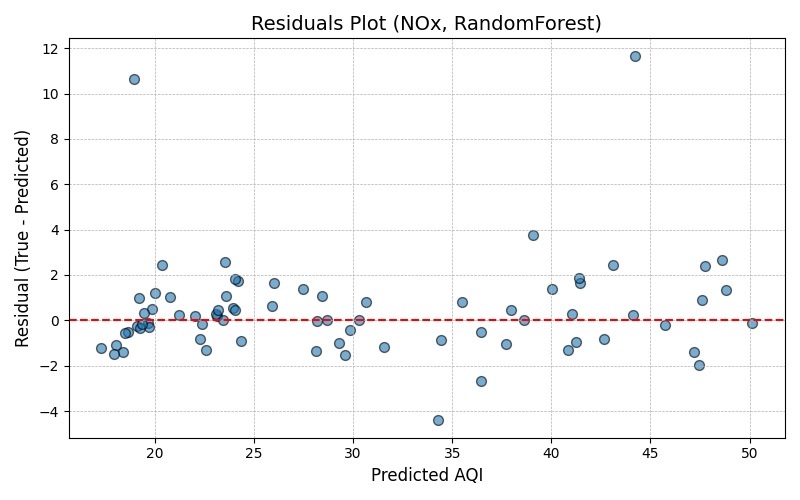 Residuals Plot (NOx, RandomForest)
Residual (True - Predicted)
12
10
8
6
4
2
0
−2
−4
20 25 30 35 40 45 50
Predicted AQI